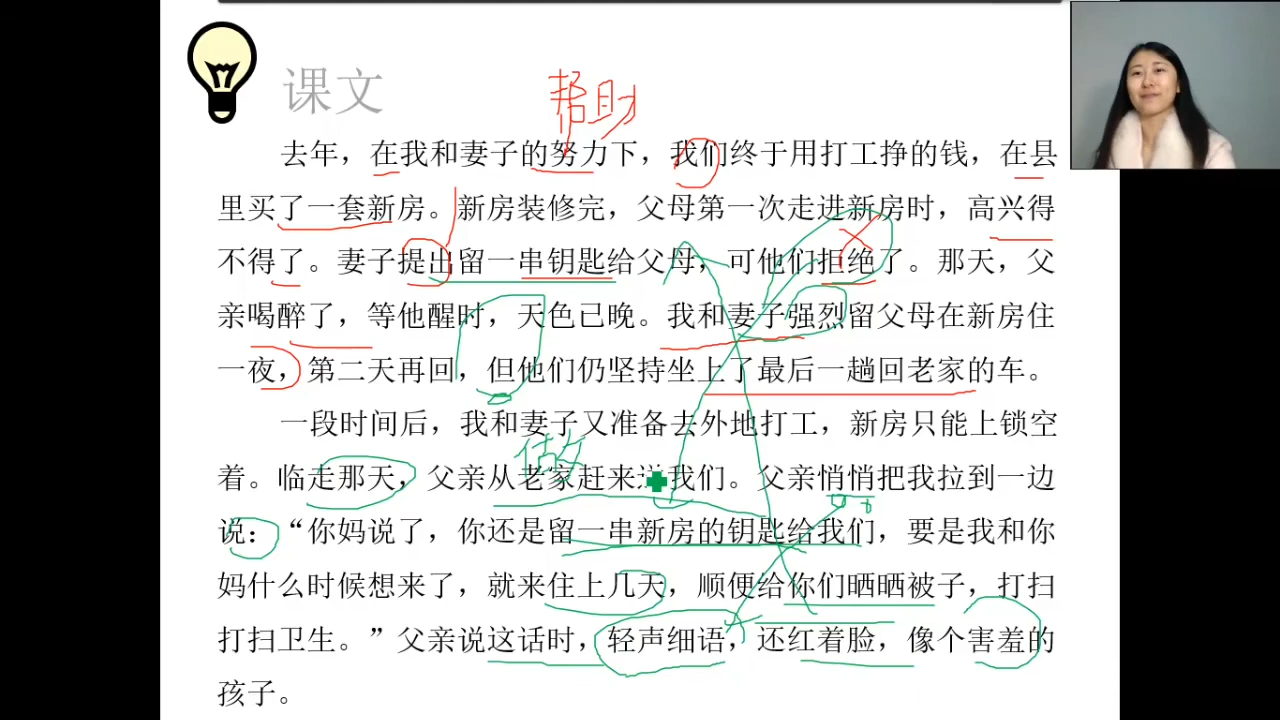 课文
帮助
去年，在我和妻子的努力下，我们终于用打工挣的钱，在县
里买了一套新房。新房装修完，父母第一次走进新房时，高兴得
不得了。妻子提出留一串钥匙给父母，可他们拒绝了。那天，父
亲喝醉了，等他醒时，天色已晚。我和妻子强烈留父母在新房住
一夜，第二天再回，但他们仍坚持坐上了最后一趟回老家的车。
一段时间后，我和妻子又准备去外地打工，新房只能上锁空
着。临走那天，父亲从老家赶来送我们。父亲悄悄把我拉到一边
说：“你妈说了，你还是留一串新房的钥匙给我们，要是我和你
妈什么时候想来了，就来住上几天，顺便给你们晒晒被子，打扫
打扫卫生。”父亲说这话时，轻声细语，还红着脸，像个害羞的
孩子。